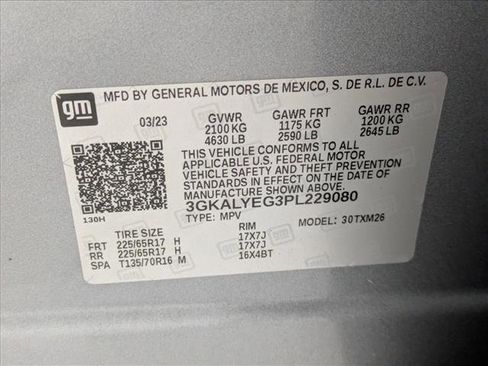 gm
MFD BY GENERAL MOTORS DE MEXICO, S. DE R.L. DE C.V.
03/23 GVWR GAWR FRT GAWR RR
2100 KG 1175 KG 1200 KG
4630 LB 2590 LB 2645 LB
THIS VEHICLE CONFORMS TO ALL
APPLICABLE U.S. FEDERAL MOTOR
VEHICLE SAFETY AND THEFT PREVENTION
STANDARDS IN EFFECT ON THE DATE OF
MANUFACTURE SHOWN ABOVE.
3GKALYEG3PL229080
130H TYPE: MPV MODEL: 30TXM26
TIRE SIZE RIM
FRT 225/65R17 H 17X7J
RR 225/65R17 H 17X7J
SPA T135/70R16 M 16X4BT